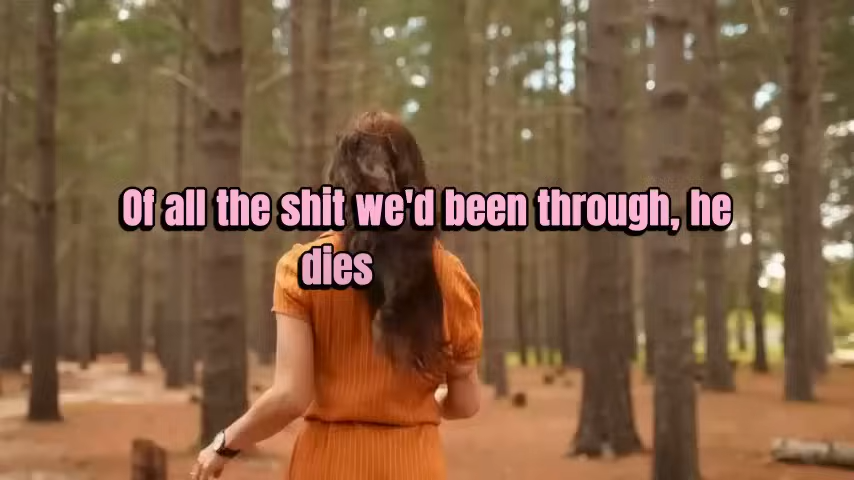 Of all the shit we'd been through, he
dies